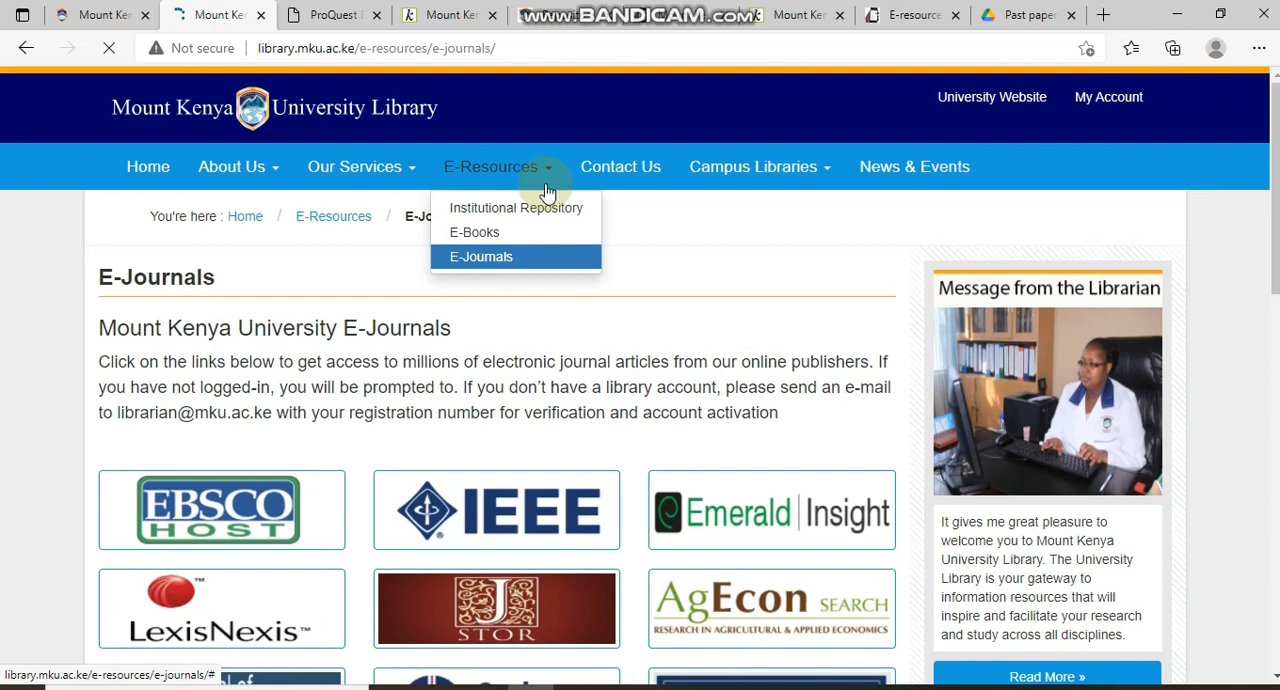 Mount Ker
Mount Ker
ProQuest E
Mount Ken
www.BANDICAM.com
Mount Ker
E-resource
Past paper
Not secure
library.mku.ac.ke/e-resources/e-journals/
Mount Kenya University Library
University Website
My Account
Home
About Us
Our Services
E-Resources
Contact Us
Campus Libraries
News & Events
You're here : Home / E-Resources / E-Jo
Institutional Repository
E-Books
E-Journals
E-Journals
Mount Kenya University E-Journals
Click on the links below to get access to millions of electronic journal articles from our online publishers. If
you have not logged-in, you will be prompted to. If you don't have a library account, please send an e-mail
to librarian@mku.ac.ke with your registration number for verification and account activation
EBSCO
HOST
IEEE
Emerald Insight
LexisNexis™
JSTOR
AgEcon SEARCH
RESEARCH IN AGRICULTURAL & APPLIED ECONOMICS
Message from the Librarian
It gives me great pleasure to
welcome you to Mount Kenya
University Library. The University
Library is your gateway to
information resources that will
inspire and facilitate your research
and study across all disciplines.
Read More »
library.mku.ac.ke/e-resources/e-journals/#